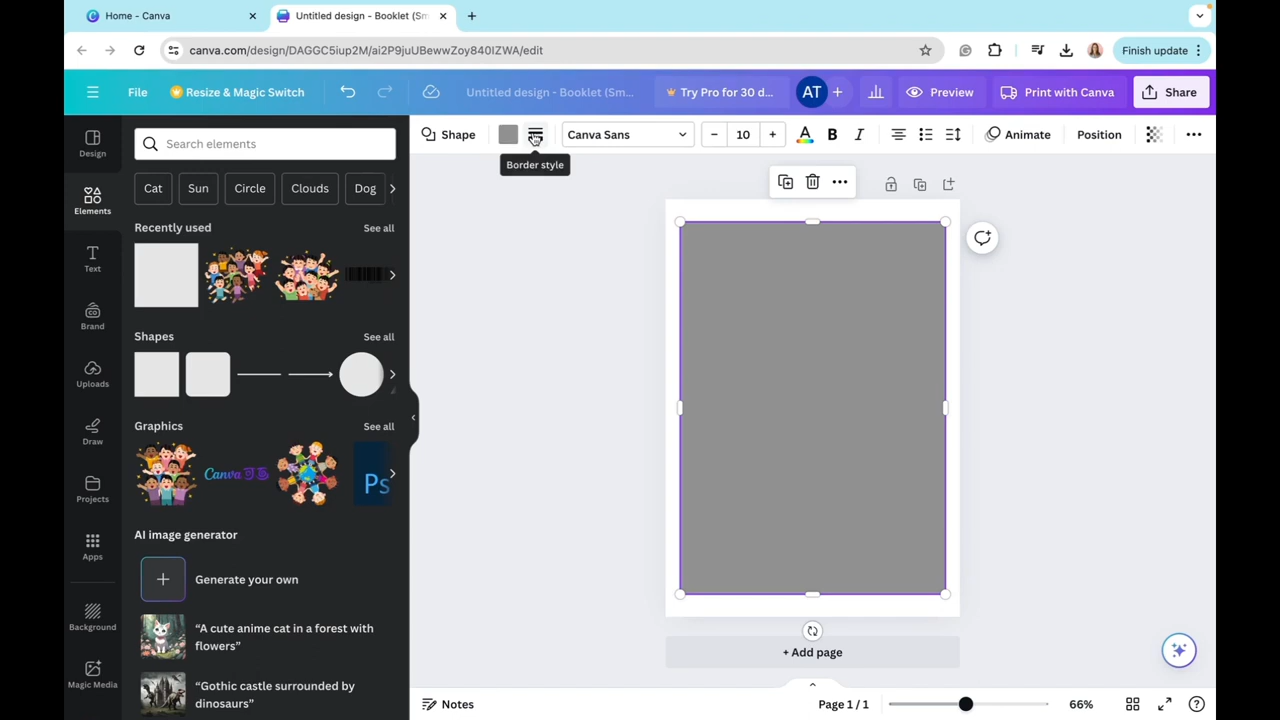 Home - Canva
Untitled design - Booklet (Sm
canva.com/design/DAGGC5iup2M/ai2P9juUBewwZoy840IZWA/edit
Finish update
File
Resize & Magic Switch
Untitled design - Booklet (Sm...
Try Pro for 30 d...
AT
Preview
Print with Canva
Share
Shape
Canva Sans
10
A
B
I
Animate
Position
Border style
Design
Elements
Text
Brand
Uploads
Draw
Projects
Apps
Background
Magic Media
Search elements
Cat
Sun
Circle
Clouds
Dog
Recently used
See all
Shapes
See all
Graphics
See all
Ps
AI image generator
Generate your own
“A cute anime cat in a forest with
flowers”
“Gothic castle surrounded by
dinosaurs”
+ Add page
Notes
Page 1 / 1
66%